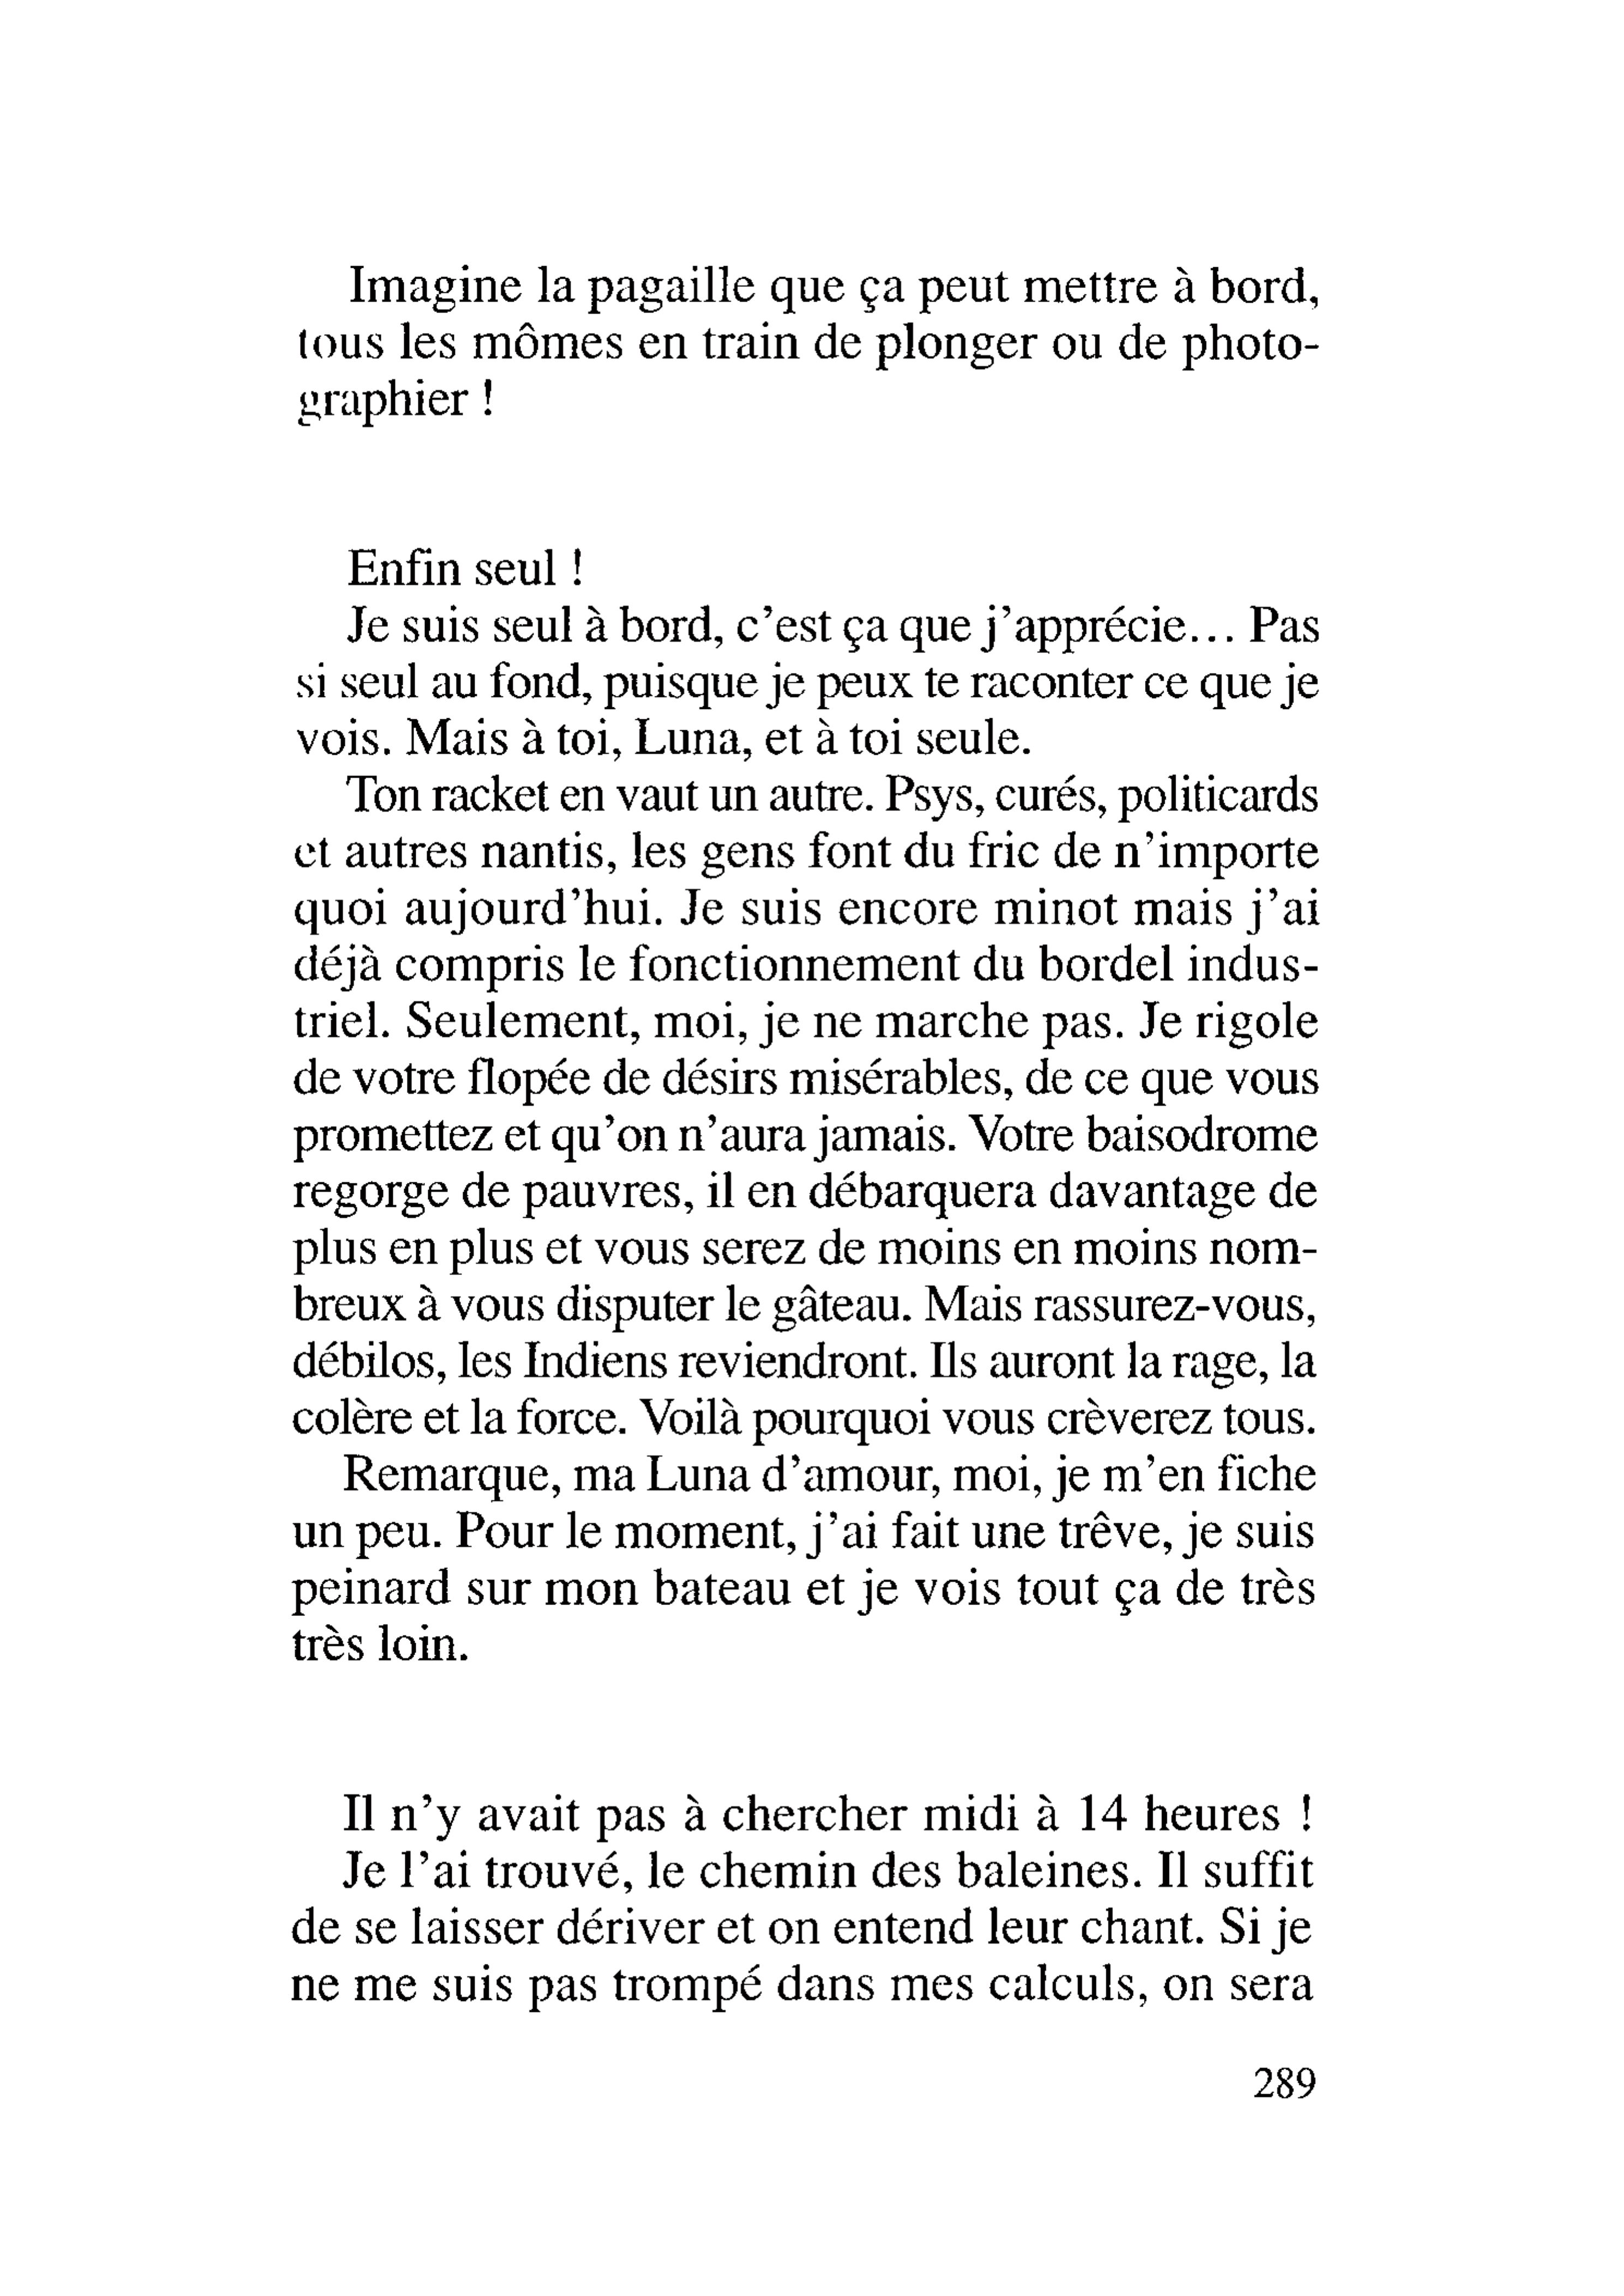 Imagine la pagaille que ça peut mettre à bord,
tous les mômes en train de plonger ou de photo-
graphier !
Enfin seul !
Je suis seul à bord, c’est ça que j’apprécie... Pas
si seul au fond, puisque je peux te raconter ce que je
vois. Mais à toi, Luna, et à toi seule.
Ton racket en vaut un autre. Psys, curés, politicards
et autres nantis, les gens font du fric de n’importe
quoi aujourd’hui. Je suis encore minot mais j’ai
déjà compris le fonctionnement du bordel indus-
triel. Seulement, moi, je ne marche pas. Je rigole
de votre flopée de désirs misérables, de ce que vous
promettez et qu’on n’aura jamais. Votre baisodrome
regorge de pauvres, il en débarquera davantage de
plus en plus et vous serez de moins en moins nom-
breux à vous disputer le gâteau. Mais rassurez-vous,
débilos, les Indiens reviendront. Ils auront la rage, la
colère et la force. Voilà pourquoi vous crèverez tous.
Remarque, ma Luna d’amour, moi, je m’en fiche
un peu. Pour le moment, j’ai fait une trêve, je suis
peinard sur mon bateau et je vois tout ça de très
très loin.
Il n’y avait pas à chercher midi à 14 heures !
Je l’ai trouvé, le chemin des baleines. Il suffit
de se laisser dériver et on entend leur chant. Si je
ne me suis pas trompé dans mes calculs, on sera
289